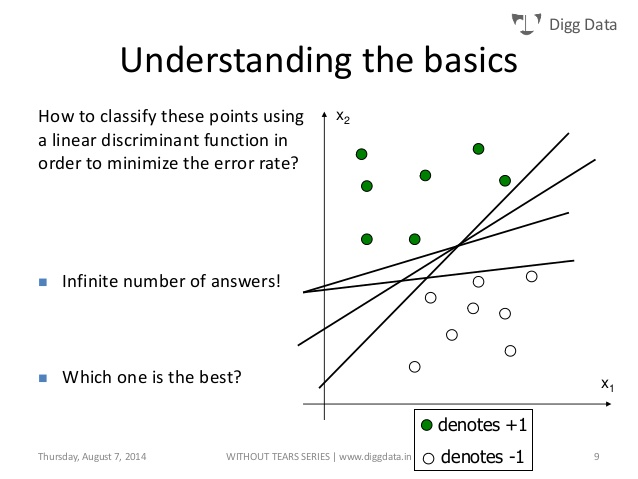 Digg Data
Understanding the basics
How to classify these points using
a linear discriminant function in
order to minimize the error rate?
Infinite number of answers!
Which one is the best?
x2
x1
denotes +1
denotes -1
Thursday, August 7, 2014
WITHOUT TEARS SERIES | www.diggdata.in
9